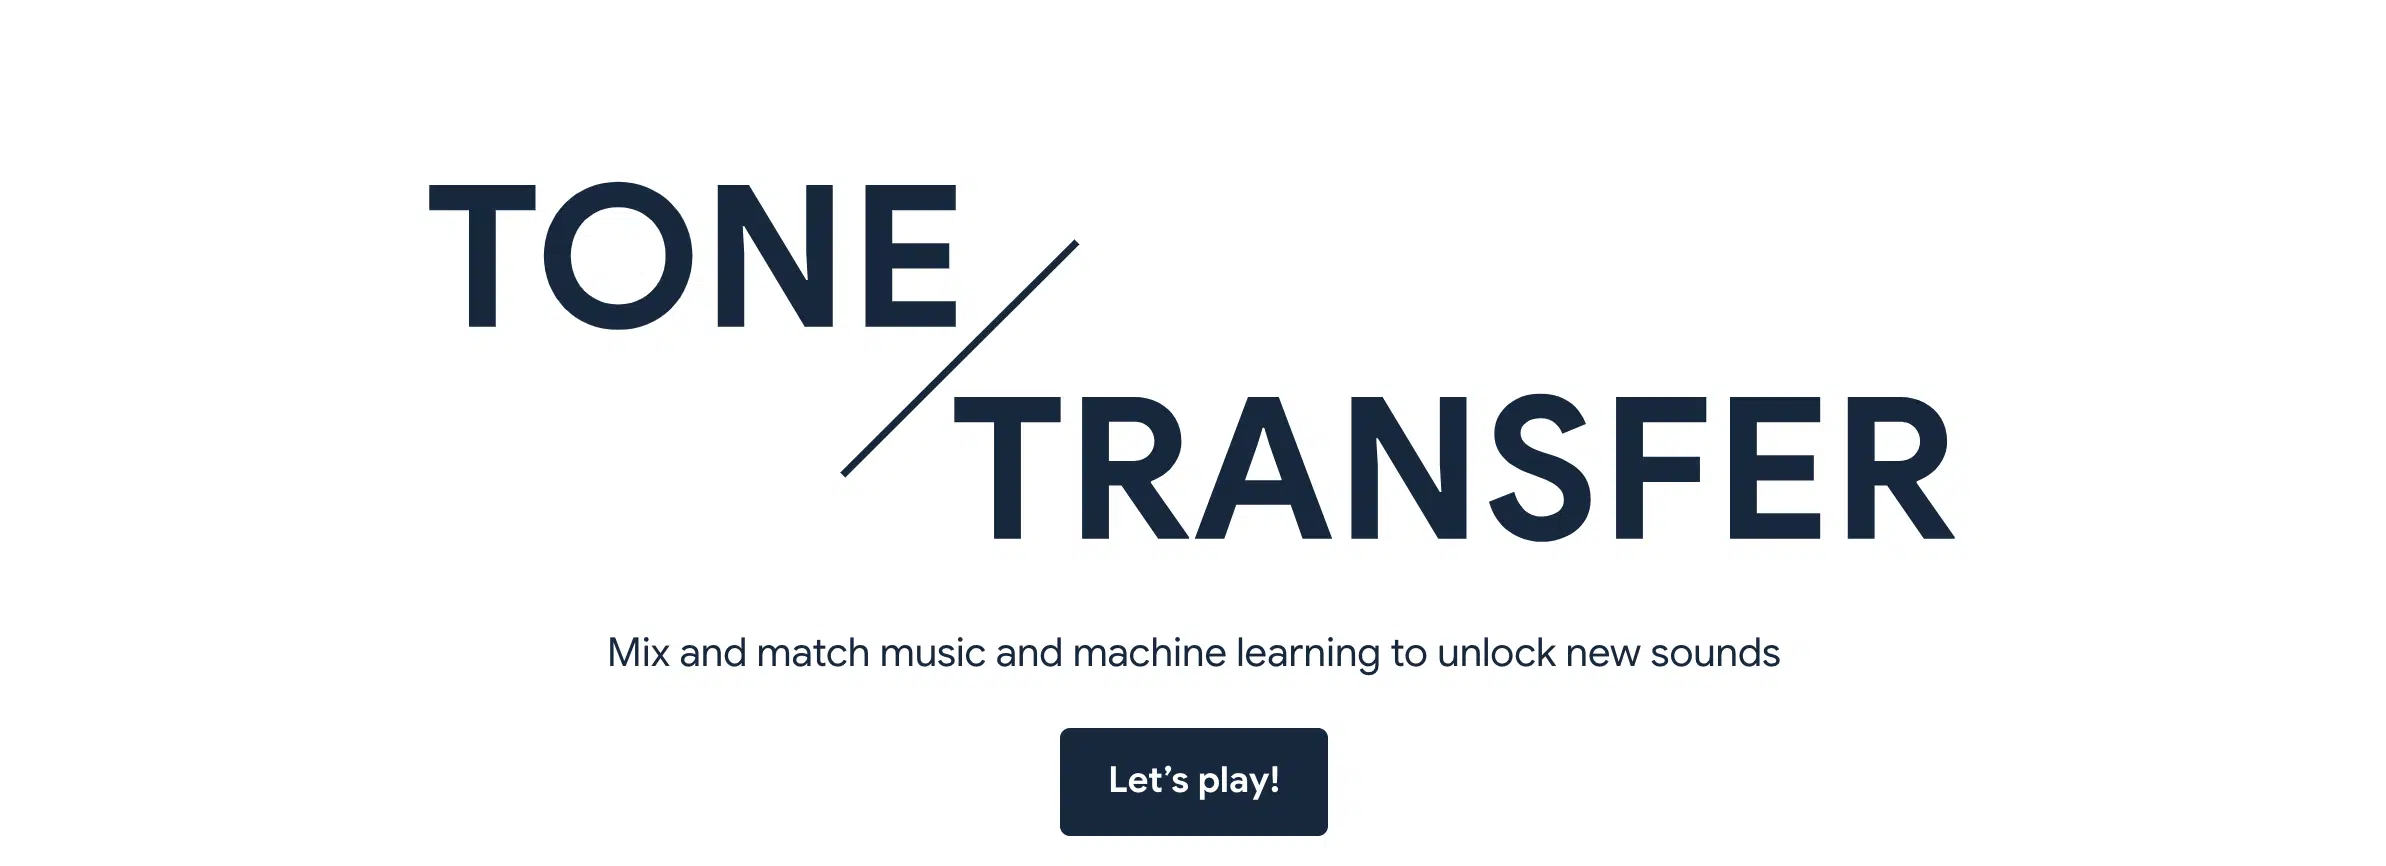 TONE
TRANSFER
Mix and match music and machine learning to unlock new sounds
Let’s play!